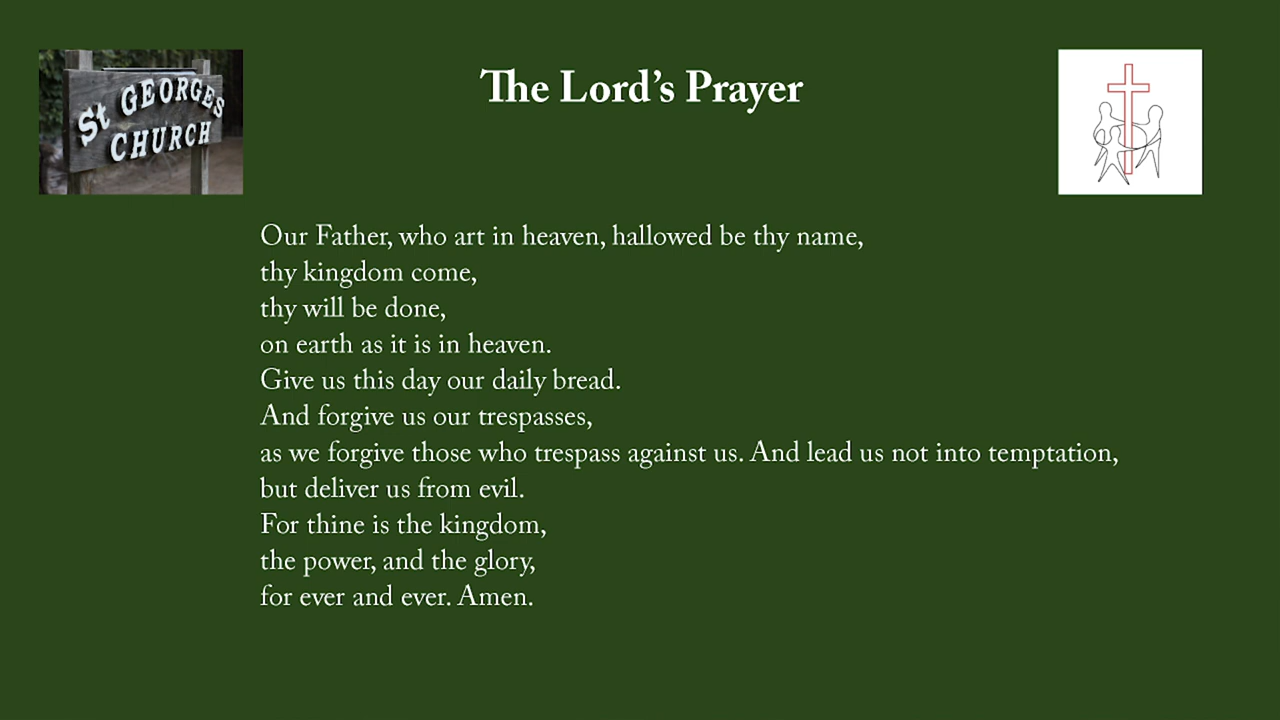 St GEORGES
CHURCH
The Lord's Prayer
Our Father, who art in heaven, hallowed be thy name,
thy kingdom come,
thy will be done,
on earth as it is in heaven.
Give us this day our daily bread.
And forgive us our trespasses,
as we forgive those who trespass against us. And lead us not into temptation,
but deliver us from evil.
For thine is the kingdom,
the power, and the glory,
for ever and ever. Amen.